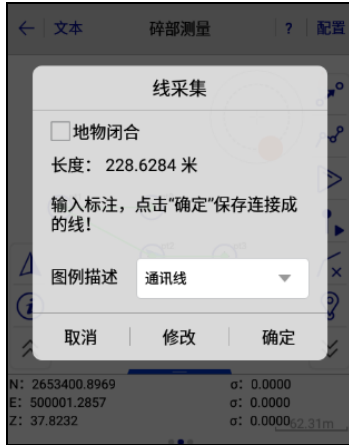 ← 文本 碎部测量 ? 配置
线采集
地物闭合
长度： 228.6284 米
输入标注，点击“确定”保存连接成
的线！
图例描述 通讯线
取消 修改 确定
N: 2653400.8969 σ: 0.0000
E: 500001.2857 σ: 0.0000
Z: 37.8232 σ: 0.0000
62.31m